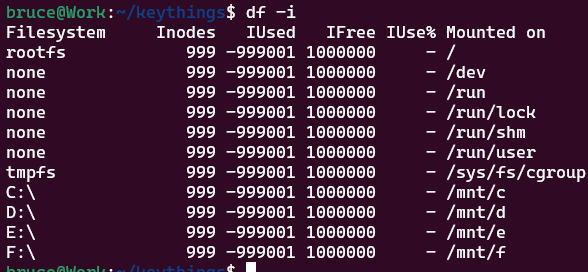 bruce@Work:~/keythings$ df -i
Filesystem     Inodes   IUsed   IFree IUse% Mounted on
rootfs            999 -999001 1000000     - /
none              999 -999001 1000000     - /dev
none              999 -999001 1000000     - /run
none              999 -999001 1000000     - /run/lock
none              999 -999001 1000000     - /run/shm
none              999 -999001 1000000     - /run/user
tmpfs             999 -999001 1000000     - /sys/fs/cgroup
C:\               999 -999001 1000000     - /mnt/c
D:\               999 -999001 1000000     - /mnt/d
E:\               999 -999001 1000000     - /mnt/e
F:\               999 -999001 1000000     - /mnt/f
bruce@Work:~/keythings$